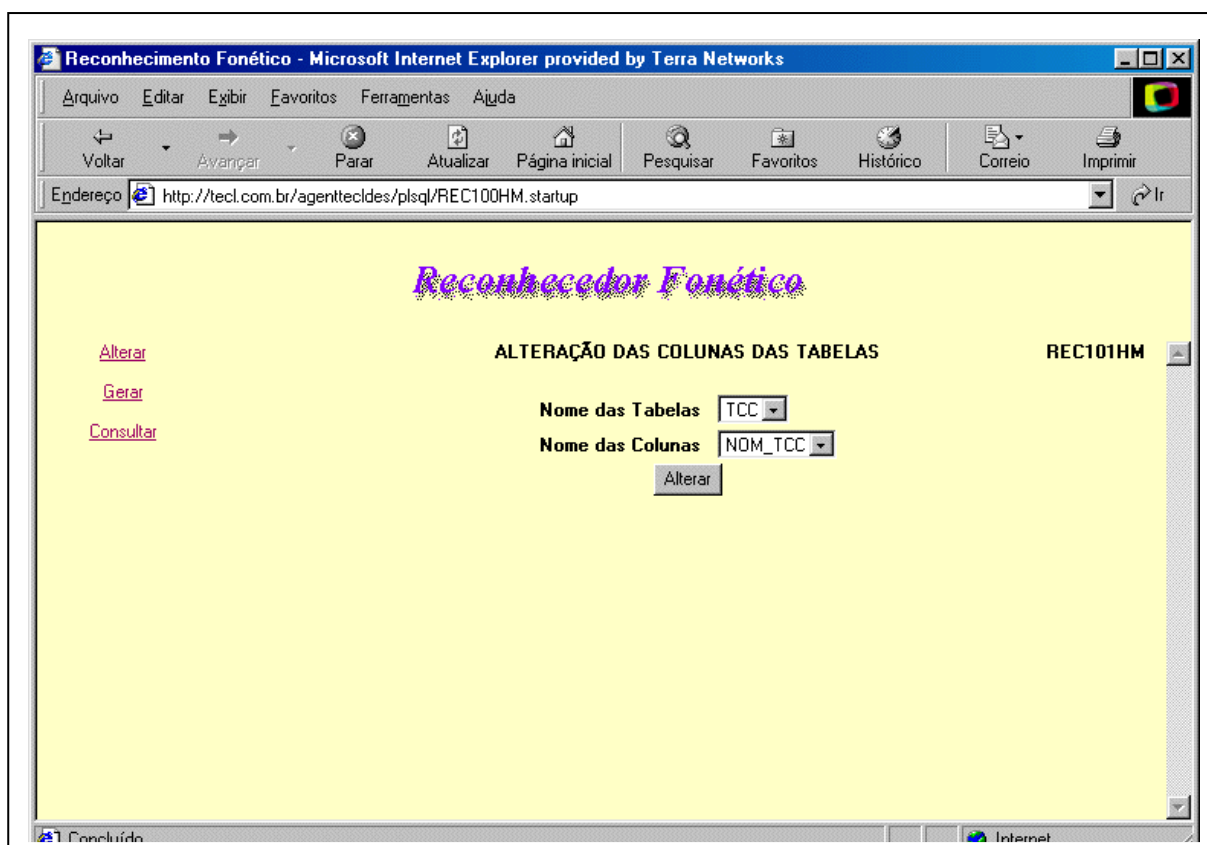 Reconhecimento Fonético - Microsoft Internet Explorer provided by Terra Networks
Arquivo Editar Exibir Favoritos Ferramentas Ajuda
Voltar Avançar Parar Atualizar Página inicial Pesquisar Favoritos Histórico Correio Imprimir
Endereço http://tecl.com.br/agenttecldes/plsql/REC100HM.startup Ir
Reconhecedor Fonético
Alterar ALTERAÇÃO DAS COLUNAS DAS TABELAS REC101HM
Gerar
Nome das Tabelas TCC
Consultar
Nome das Colunas NOM_TCC
Alterar
Concluído Internet